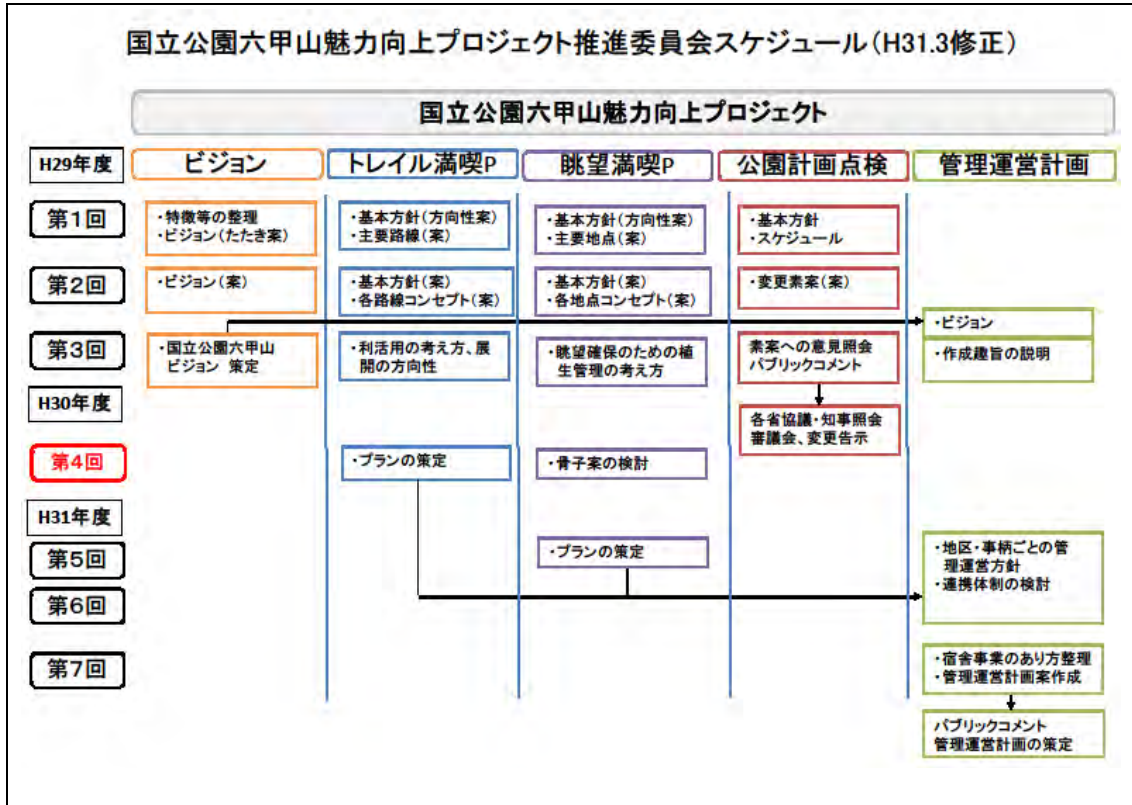 国立公園六甲山魅力向上プロジェクト推進委員会スケジュール(H31.3修正)
国立公園六甲山魅力向上プロジェクト
H29年度
ビジョン
トレイル満喫P
眺望満喫P
公園計画点検
管理運営計画
第1回
・特徴等の整理
・ビジョン(たたき案)
・基本方針(方向性案)
・主要路線(案)
・基本方針(方向性案)
・主要地点(案)
・基本方針
・スケジュール
第2回
・ビジョン(案)
・基本方針(案)
・各路線コンセプト(案)
・基本方針(案)
・各地点コンセプト(案)
・変更素案(案)
・ビジョン
第3回
・国立公園六甲山
ビジョン 策定
・利活用の考え方、展
開の方向性
・眺望確保のための植
生管理の考え方
素案への意見照会
パブリックコメント
・作成趣旨の説明
H30年度
各省協議・知事照会
審議会、変更告示
第4回
・プランの策定
・骨子案の検討
H31年度
第5回
・プランの策定
・地区・事柄ごとの管
理運営方針
・連携体制の検討
第6回
第7回
・宿舎事業のあり方整理
・管理運営計画案作成
パブリックコメント
管理運営計画の策定